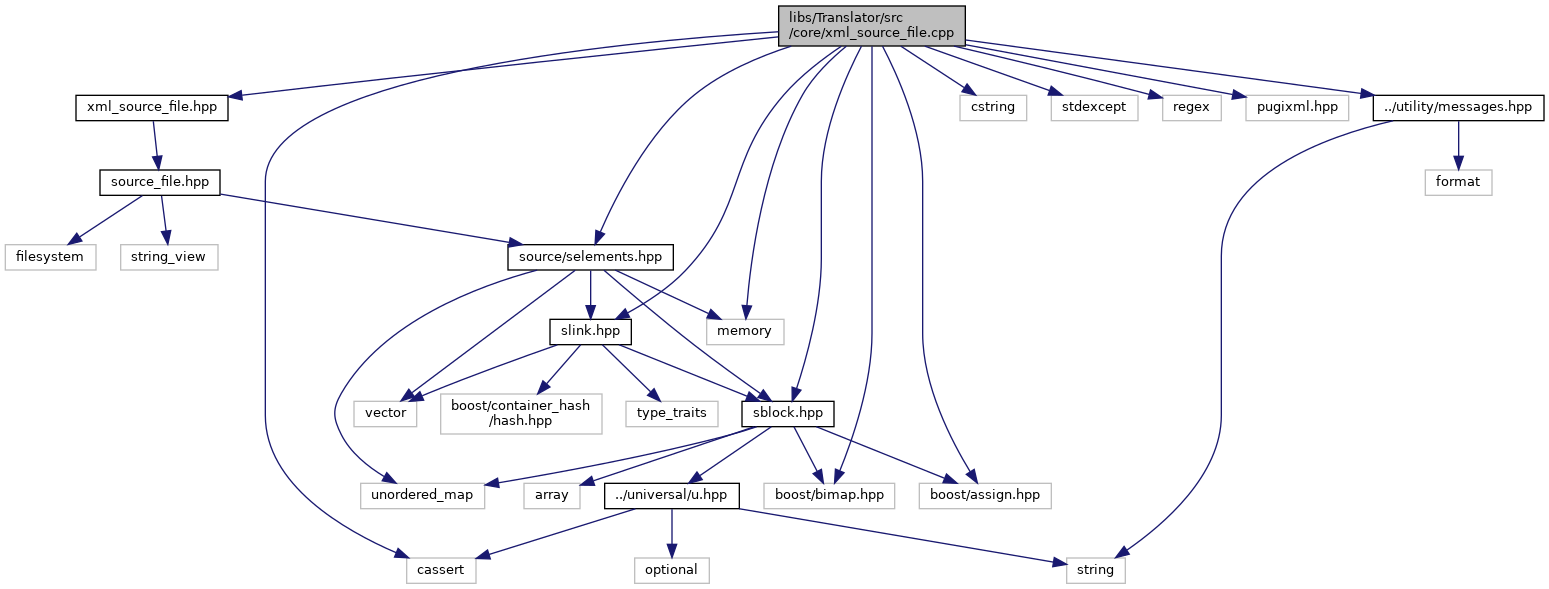 libs/Translator/src
/core/xml_source_file.cpp
xml_source_file.hpp
cstring
stdexcept
regex
pugixml.hpp
../utility/messages.hpp
source_file.hpp
format
filesystem
string_view
source/selements.hpp
slink.hpp
memory
vector
boost/container_hash
/hash.hpp
type_traits
sblock.hpp
unordered_map
array
../universal/u.hpp
boost/bimap.hpp
boost/assign.hpp
cassert
optional
string